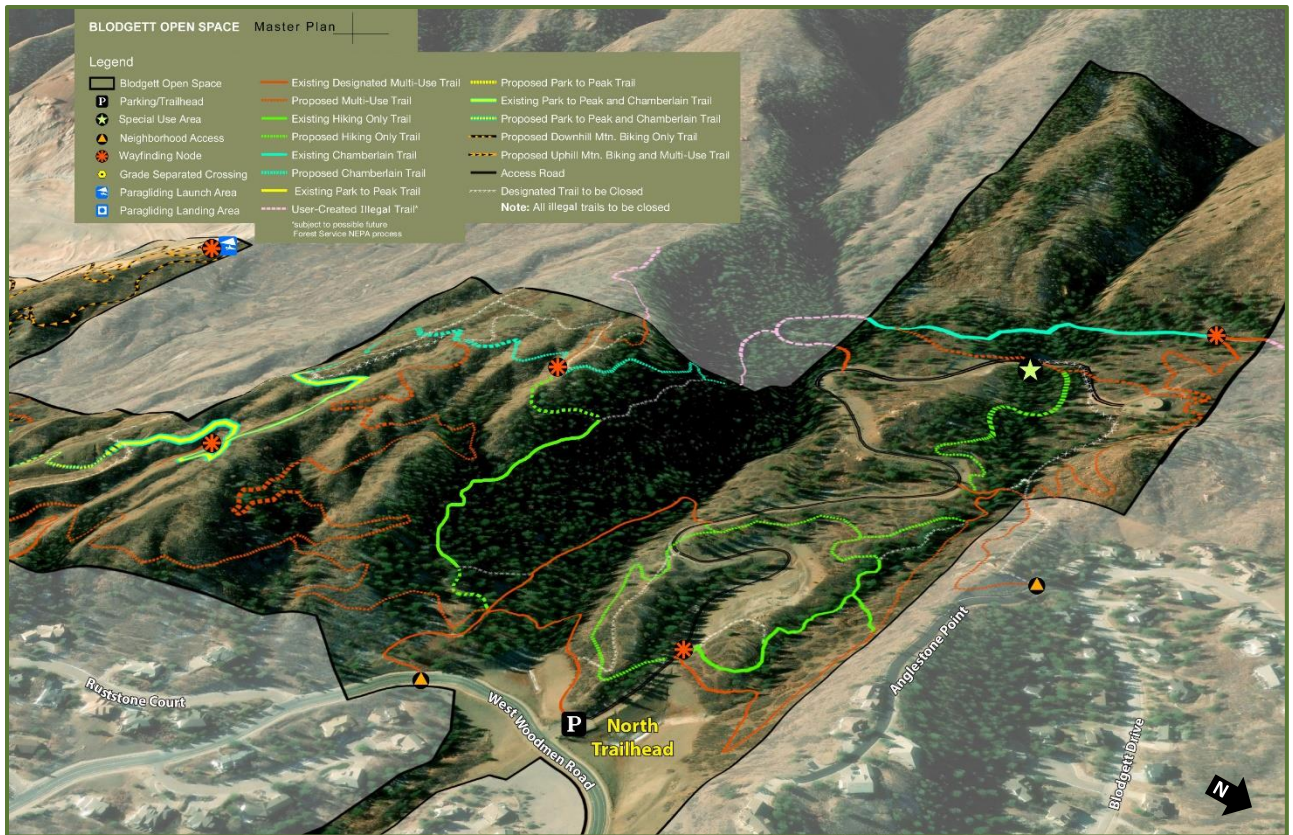 BLODGETT OPEN SPACE Master Plan
Legend
Blodgett Open Space
P Parking/Trailhead
Special Use Area
Neighborhood Access
Wayfinding Node
Grade Separated Crossing
Paragliding Launch Area
Paragliding Landing Area
Existing Designated Multi-Use Trail
Proposed Multi-Use Trail
Existing Hiking Only Trail
Proposed Hiking Only Trail
Existing Chamberlain Trail
Proposed Chamberlain Trail
Existing Park to Peak Trail
User-Created Illegal Trail*
*subject to possible future
Forest Service NEPA process
Proposed Park to Peak Trail
Existing Park to Peak and Chamberlain Trail
Proposed Park to Peak and Chamberlain Trail
Proposed Downhill Mtn. Biking Only Trail
Proposed Uphill Mtn. Biking and Multi-Use Trail
Access Road
Designated Trail to be Closed
Note: All illegal trails to be closed
Ruststone Court
West Woodmen Road
P
North
Trailhead
Anglestone Point
Blodgett Drive
N